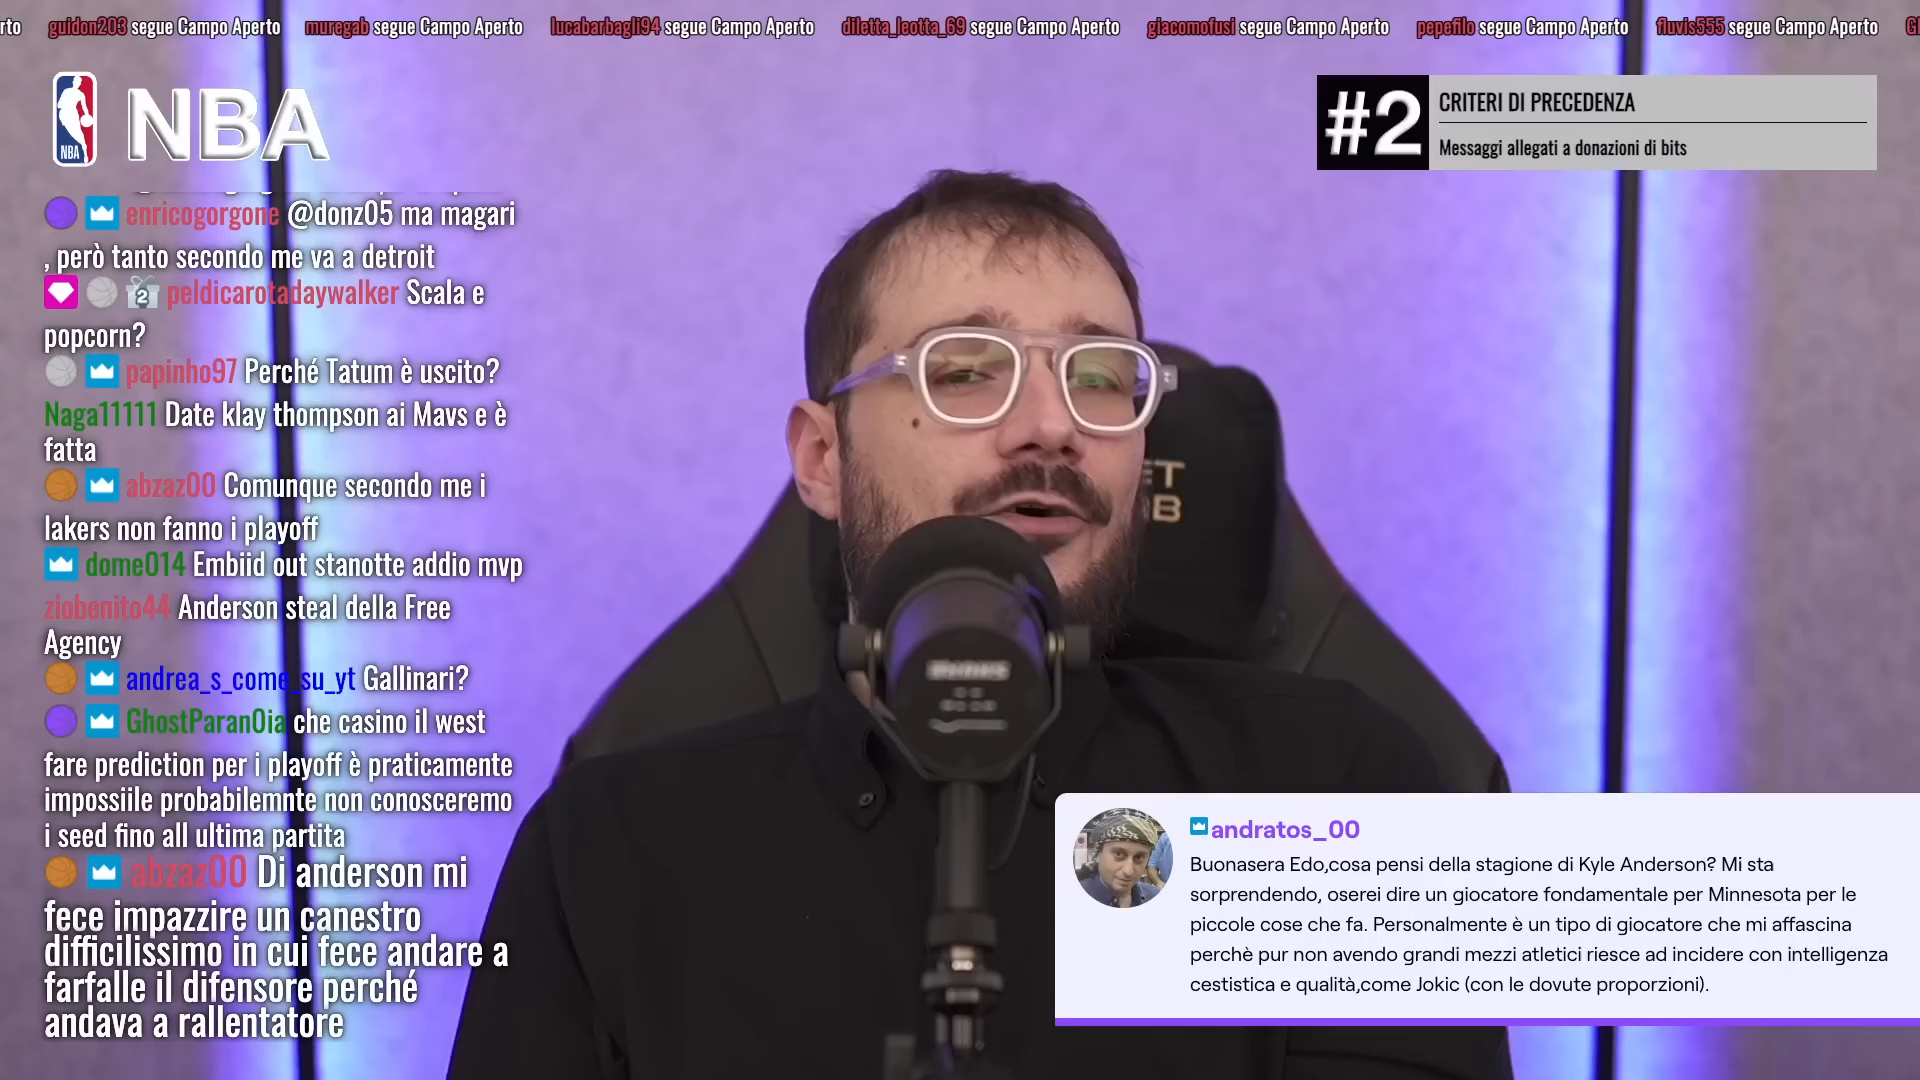 rto guidon203 segue Campo Aperto muregab segue Campo Aperto lucabarbagli94 segue Campo Aperto diletta_leotta_69 segue Campo Aperto giacomofusi segue Campo Aperto pepefilo segue Campo Aperto fluvis555 segue Campo Aperto
NBA
NBA
#2
CRITERI DI PRECEDENZA
Messaggi allegati a donazioni di bits
enricogorgone @donz05 ma magari
, però tanto secondo me va a detroit
2 peldicarotadaywalker Scala e
popcorn?
papinho97 Perché Tatum è uscito?
Naga11111 Date klay thompson ai Mavs e è
fatta
abzaz00 Comunque secondo me i
lakers non fanno i playoff
dome014 Embiid out stanotte addio mvp
ziobenito44 Anderson steal della Free
Agency
andrea_s_come_su_yt Gallinari?
GhostParan0ia che casino il west
fare prediction per i playoff è praticamente
impossiile probabilemnte non conosceremo
i seed fino all ultima partita
abzaz00 Di anderson mi
fece impazzire un canestro
difficilissimo in cui fece andare a
farfalle il difensore perché
andava a rallentatore
andratos_00
Buonasera Edo,cosa pensi della stagione di Kyle Anderson? Mi sta
sorprendendo, oserei dire un giocatore fondamentale per Minnesota per le
piccole cose che fa. Personalmente è un tipo di giocatore che mi affascina
perchè pur non avendo grandi mezzi atletici riesce ad incidere con intelligenza
cestistica e qualità,come Jokic (con le dovute proporzioni).